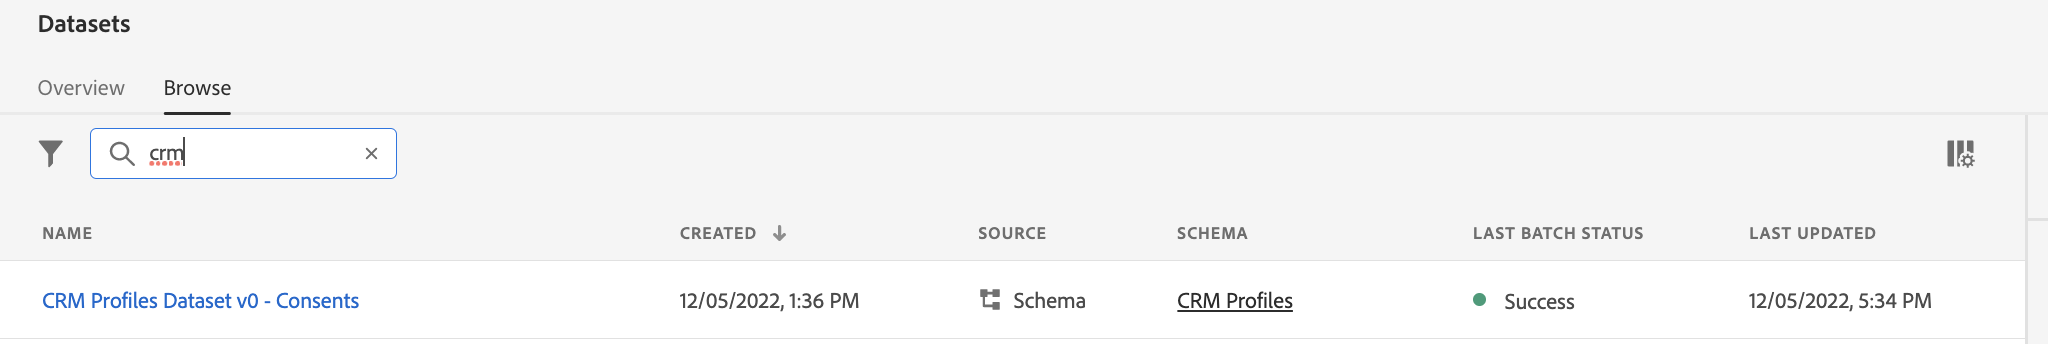 Datasets
Overview Browse
crm
NAME CREATED SOURCE SCHEMA LAST BATCH STATUS LAST UPDATED
CRM Profiles Dataset v0 - Consents 12/05/2022, 1:36 PM Schema CRM Profiles Success 12/05/2022, 5:34 PM